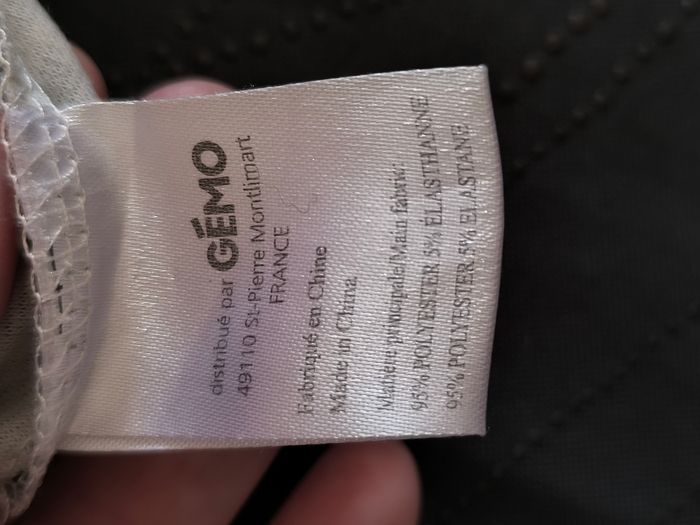 distribué par GÉMO
49110 St-Pierre Montlimart
FRANCE
Fabriqué en Chine
Made in China
Matière principale/Main fabric:
95% POLYESTER 5% ELASTHANNE
95% POLYESTER 5% ELASTANE